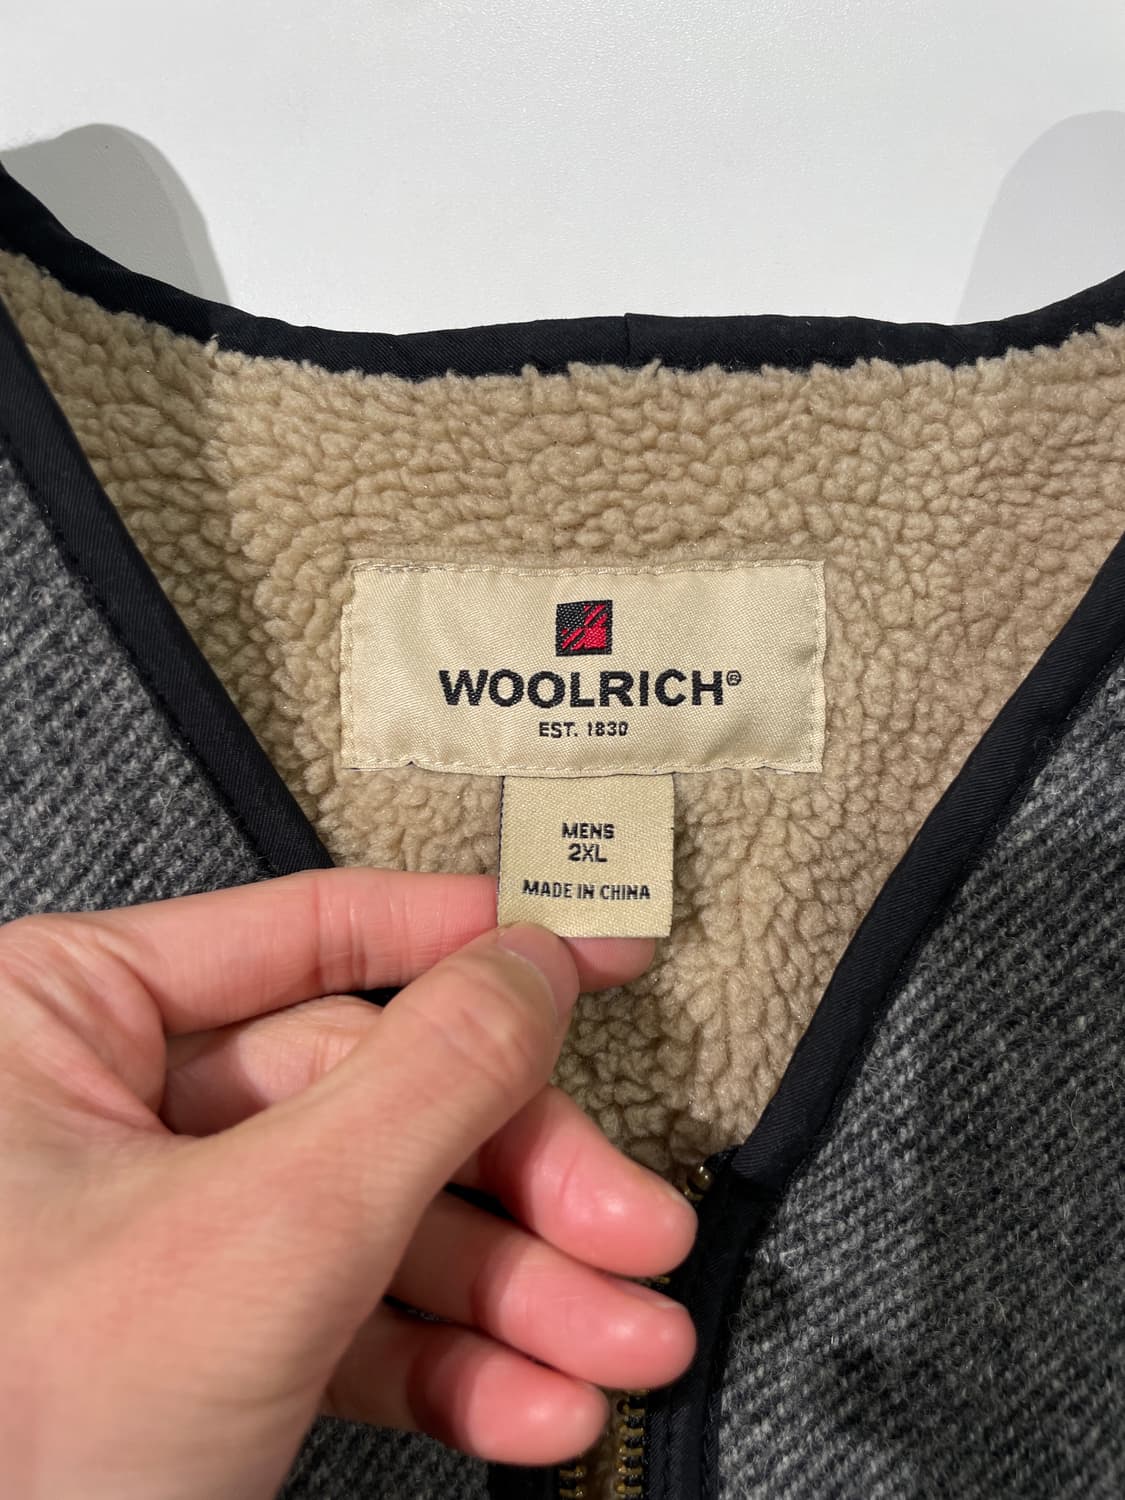 WOOLRICH®
EST. 1830
MENS
2XL
MADE IN CHINA